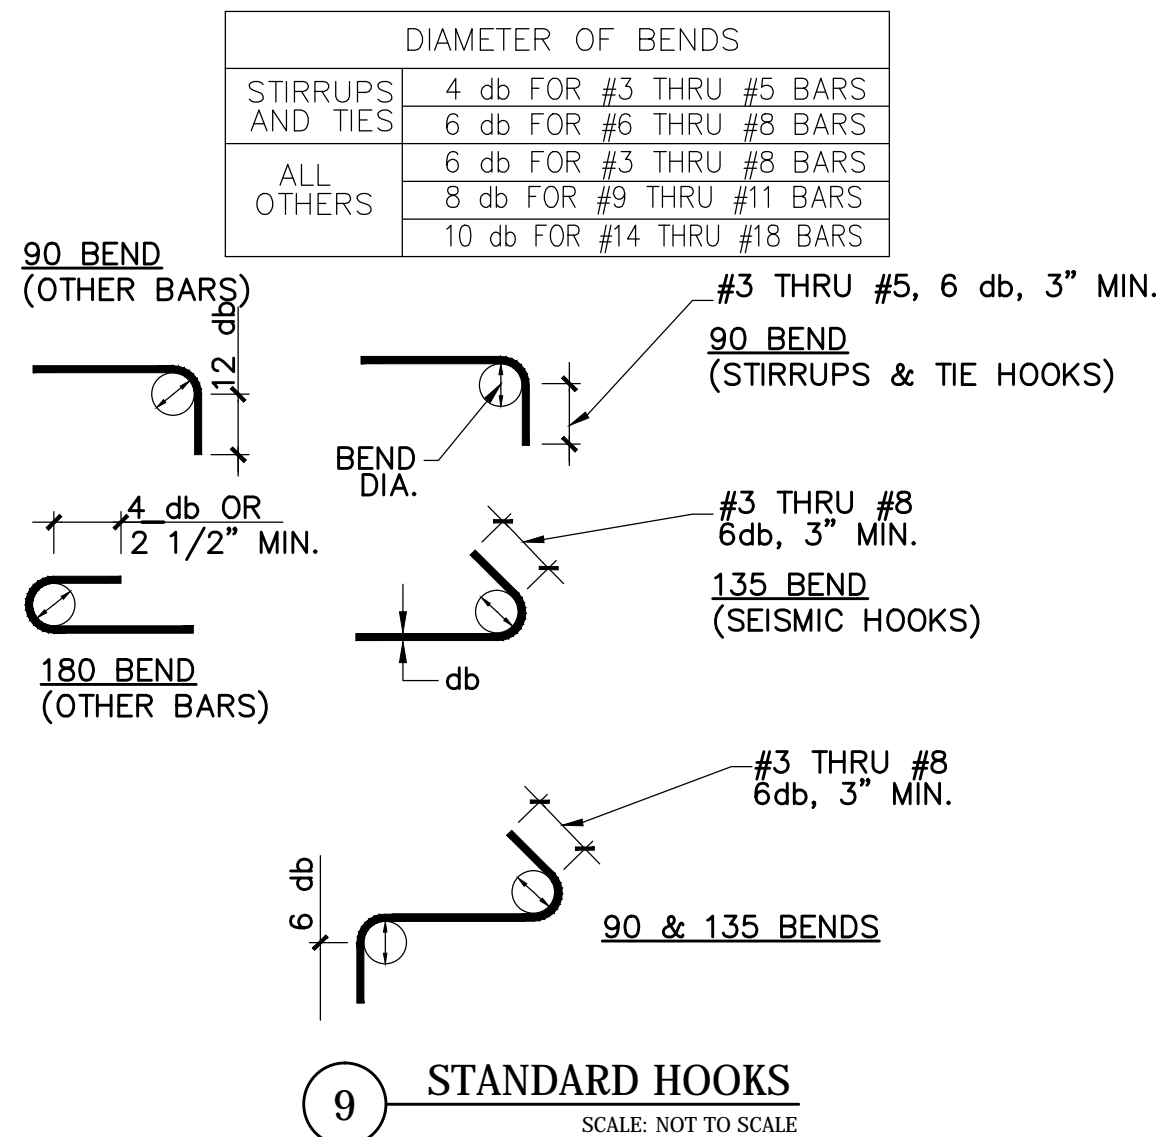 DIAMETER OF BENDS
STIRRUPS
AND TIES
4 db FOR #3 THRU #5 BARS
6 db FOR #6 THRU #8 BARS
ALL
OTHERS
6 db FOR #3 THRU #8 BARS
8 db FOR #9 THRU #11 BARS
10 db FOR #14 THRU #18 BARS
90 BEND
(OTHER BARS)
12 db
#3 THRU #5, 6 db, 3" MIN.
90 BEND
(STIRRUPS & TIE HOOKS)
BEND
DIA.
4 db OR
2 1/2" MIN.
180 BEND
(OTHER BARS)
#3 THRU #8
6db, 3" MIN.
135 BEND
(SEISMIC HOOKS)
db
#3 THRU #8
6db, 3" MIN.
6 db
90 & 135 BENDS
9
STANDARD HOOKS
SCALE: NOT TO SCALE